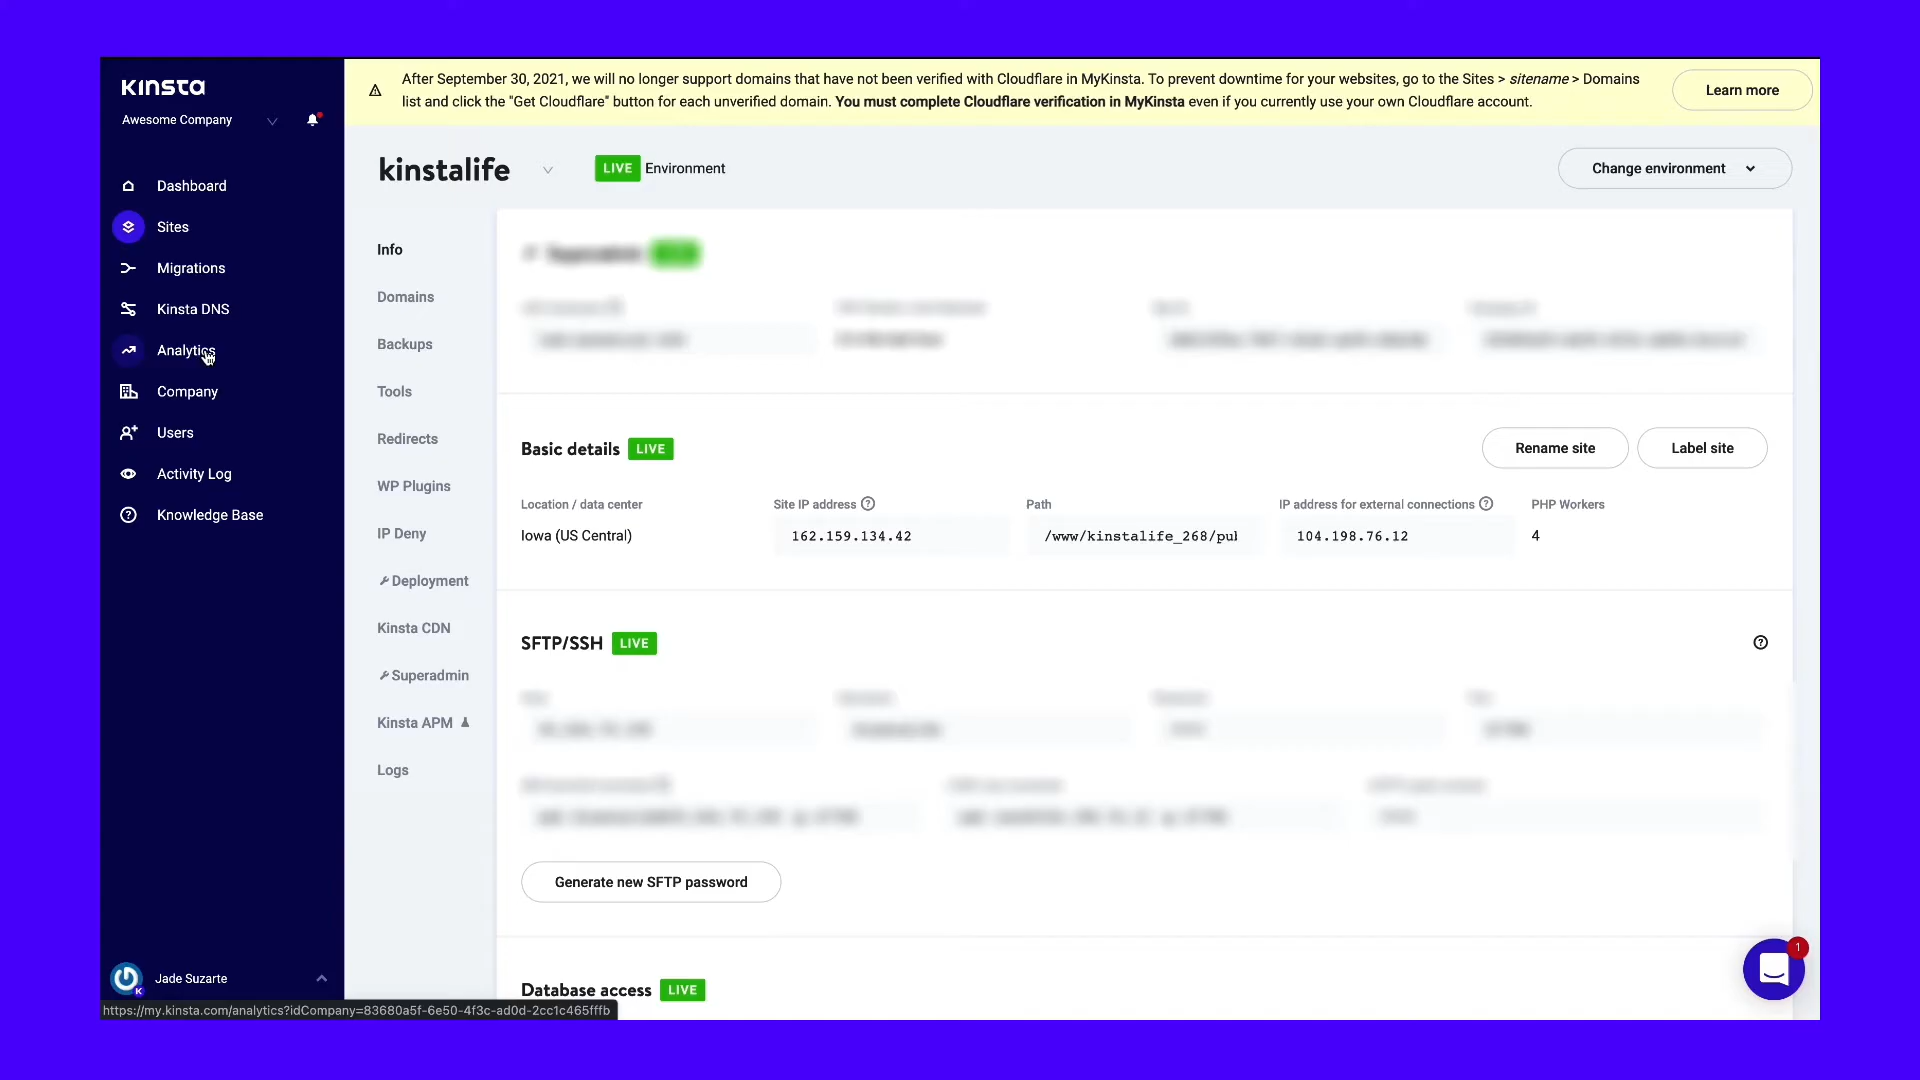 KINSTA
Awesome Company
Dashboard
Sites
Migrations
Kinsta DNS
Analytics
Company
Users
Activity Log
Knowledge Base
Jade Suzarte
K
https://my.kinsta.com/analytics?idCompany=83680a5f-6e50-4f3c-ad0d-2cc1c465fffb
After September 30, 2021, we will no longer support domains that have not been verified with Cloudflare in MyKinsta. To prevent downtime for your websites, go to the Sites > sitename > Domains
list and click the "Get Cloudflare" button for each unverified domain. You must complete Cloudflare verification in MyKinsta even if you currently use your own Cloudflare account.
Learn more
kinstalife
LIVE Environment
Change environment
Info
Domains
Backups
Tools
Redirects
WP Plugins
IP Deny
Deployment
Kinsta CDN
Superadmin
Kinsta APM
Logs
Basic details LIVE
Rename site
Label site
Location / data center
Iowa (US Central)
Site IP address
162.159.134.42
Path
/www/kinstalife_268/pul
IP address for external connections
104.198.76.12
PHP Workers
4
SFTP/SSH LIVE
Generate new SFTP password
Database access LIVE
1